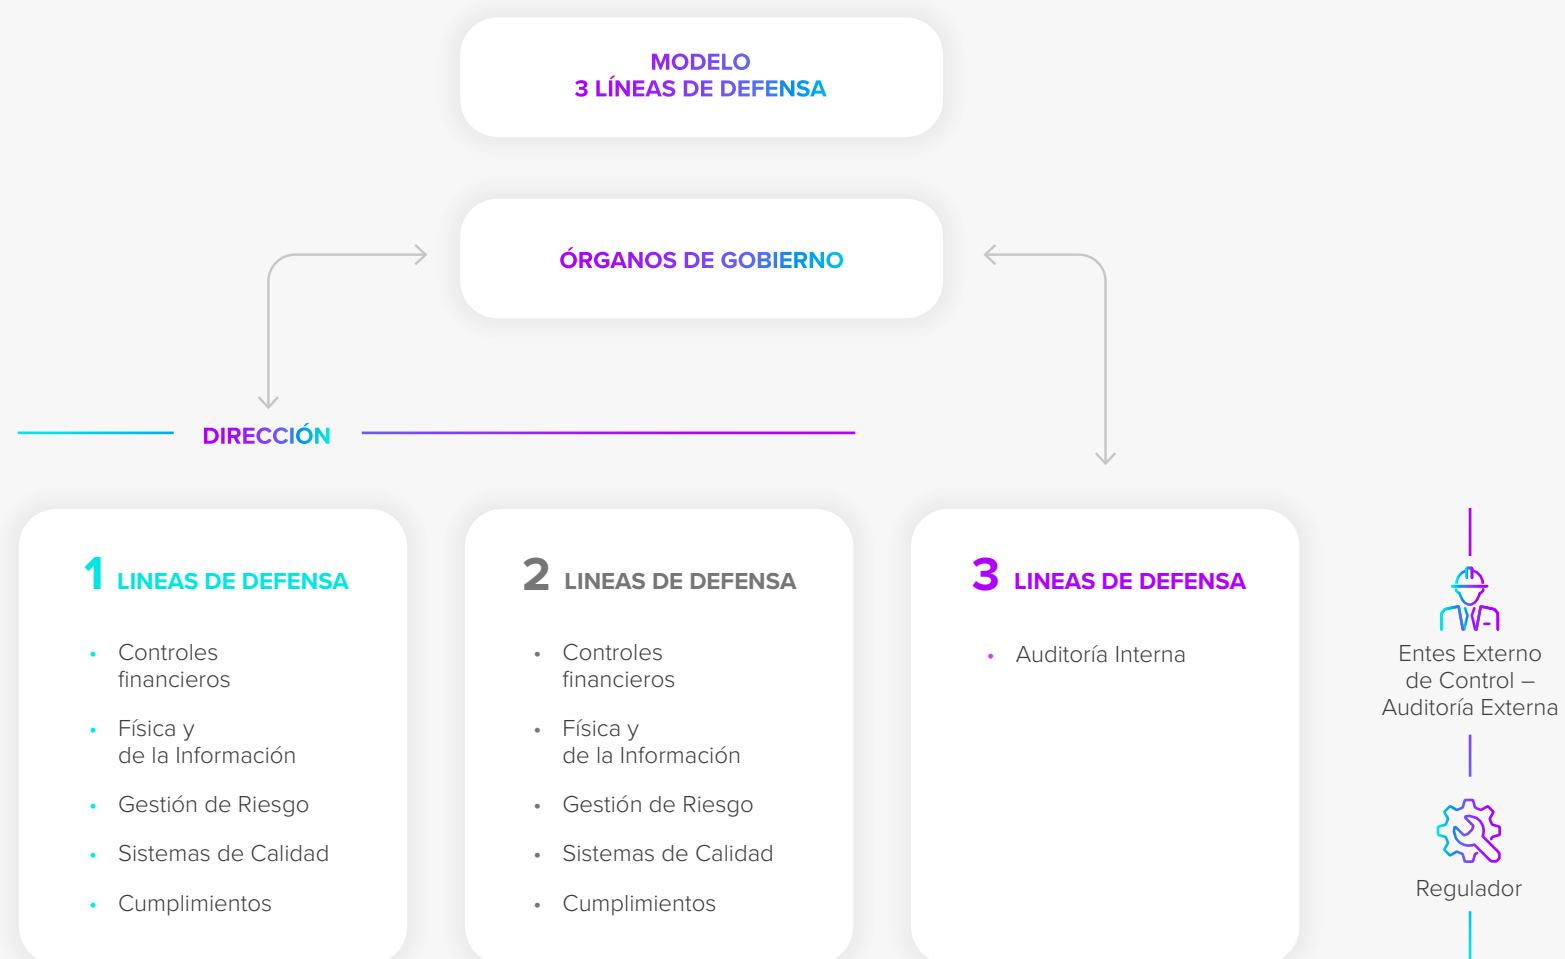 MODELO
3 LÍNEAS DE DEFENSA
ÓRGANOS DE GOBIERNO
DIRECCIÓN
1 LINEAS DE DEFENSA
• Controles
financieros
• Física y
de la Información
• Gestión de Riesgo
• Sistemas de Calidad
• Cumplimientos
2 LINEAS DE DEFENSA
• Controles
financieros
• Física y
de la Información
• Gestión de Riesgo
• Sistemas de Calidad
• Cumplimientos
3 LINEAS DE DEFENSA
• Auditoría Interna
Entes Externo
de Control –
Auditoría Externa
Regulador